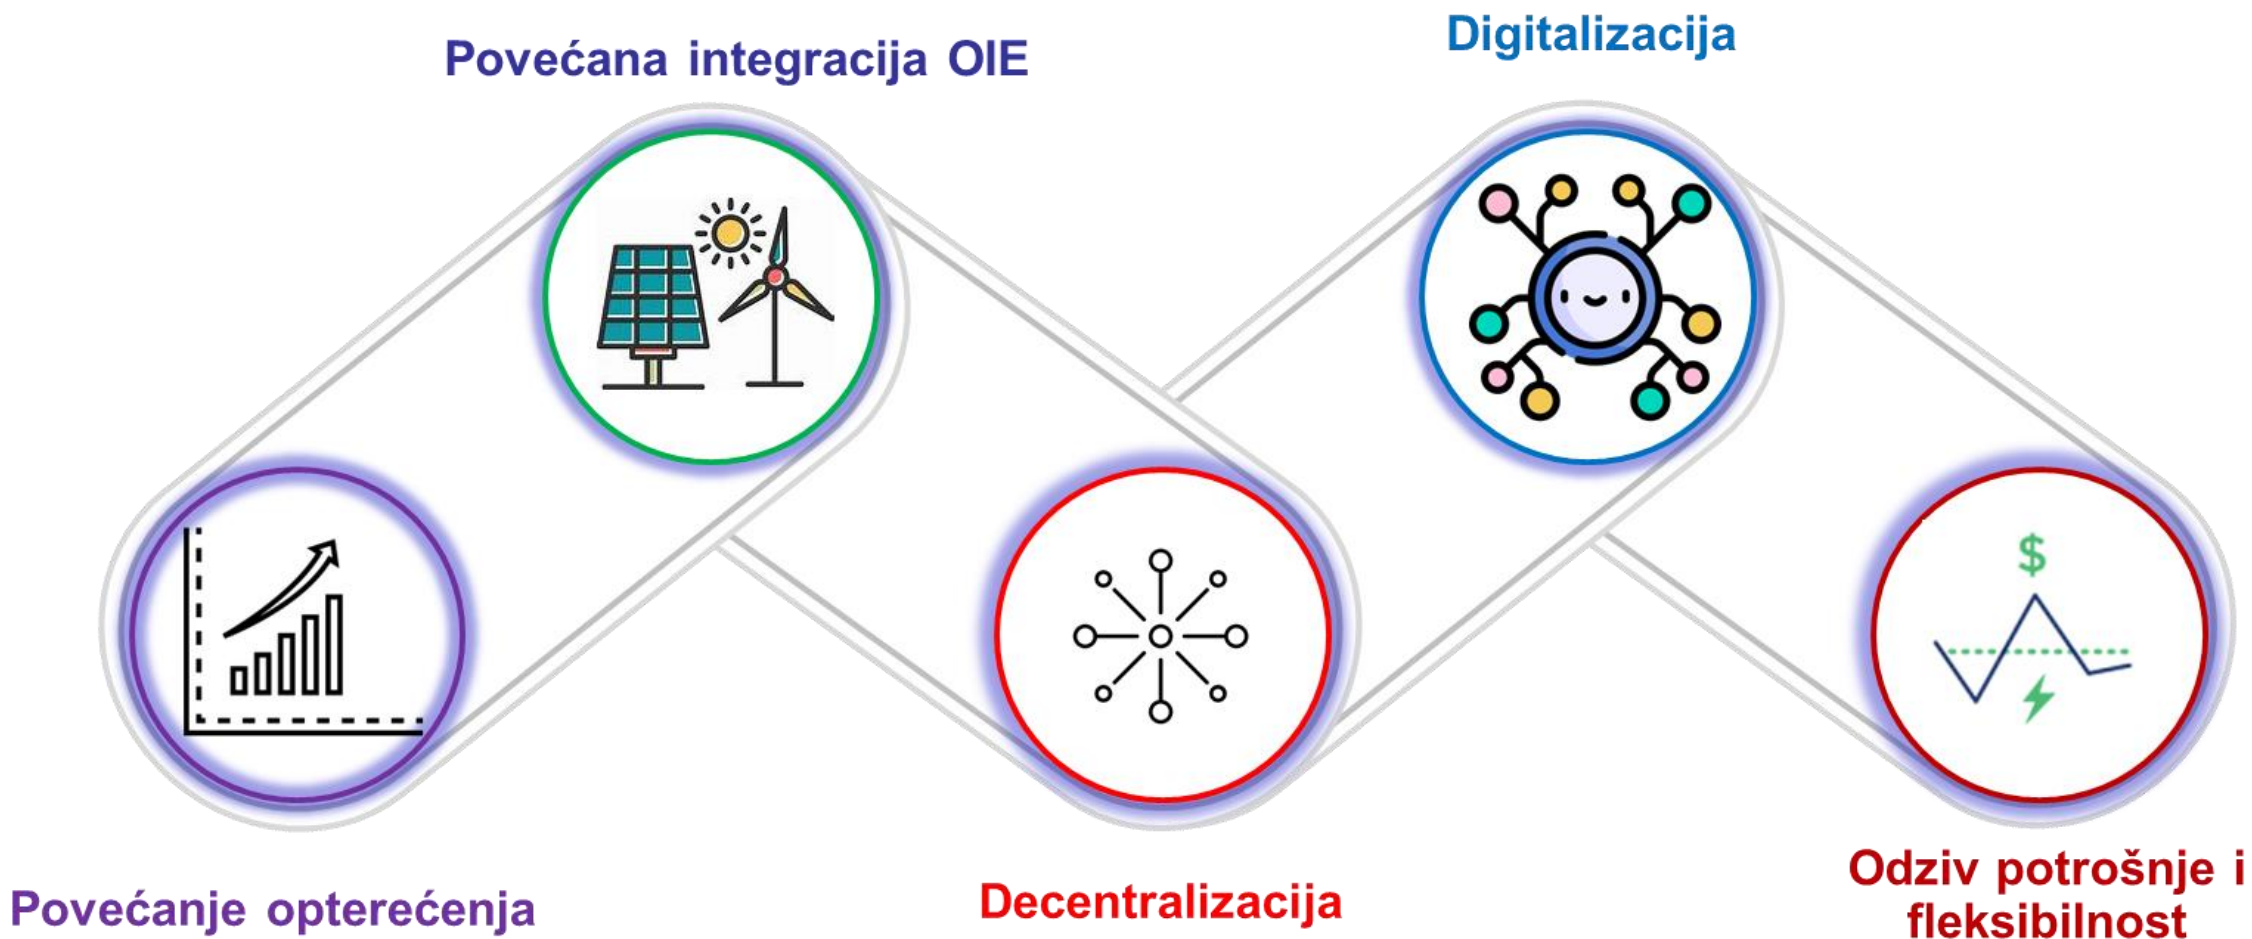 Povećana integracija OIE
Digitalizacija
$
Povećanje opterećenja
Decentralizacija
Odziv potrošnje i
fleksibilnost